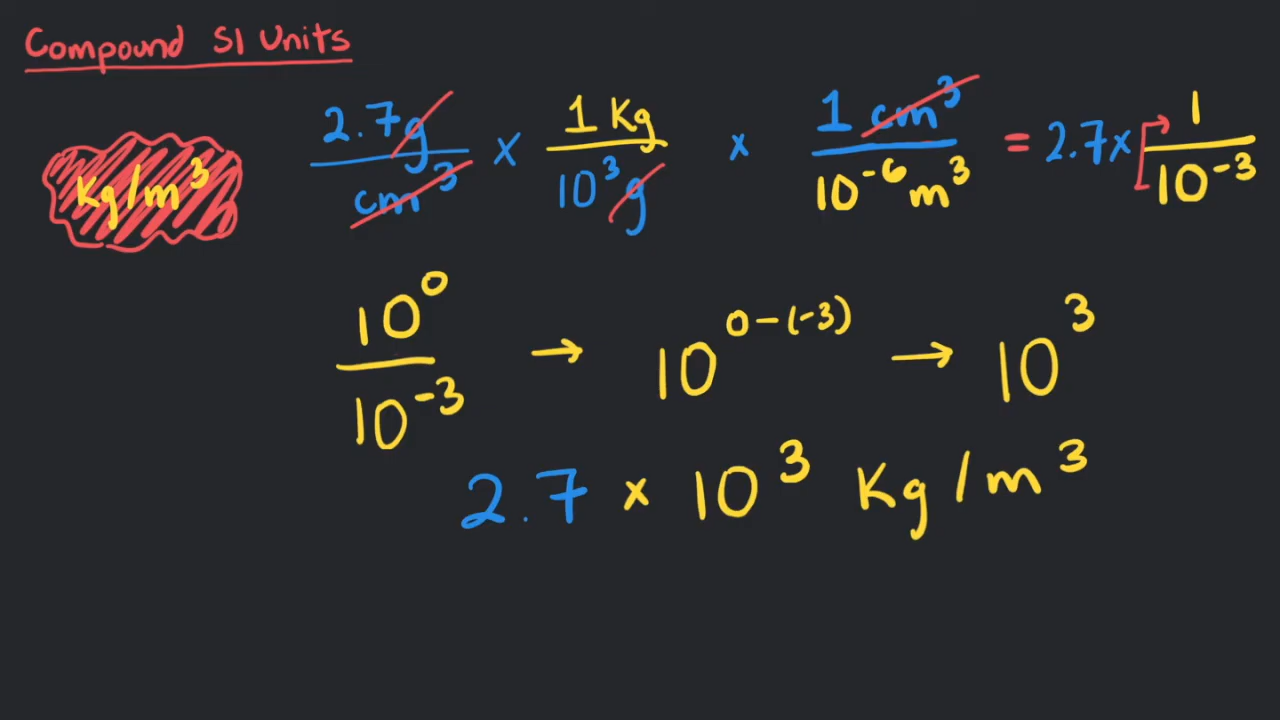 Compound SI Units
Kg/m³
2.7g/cm³ × 1 Kg/10³g × 1 cm³/10⁻⁶ m³ = 2.7× 1/10⁻³
10⁰/10⁻³ → 10⁰⁻⁽⁻³⁾ → 10³
2.7 × 10³ Kg/m³